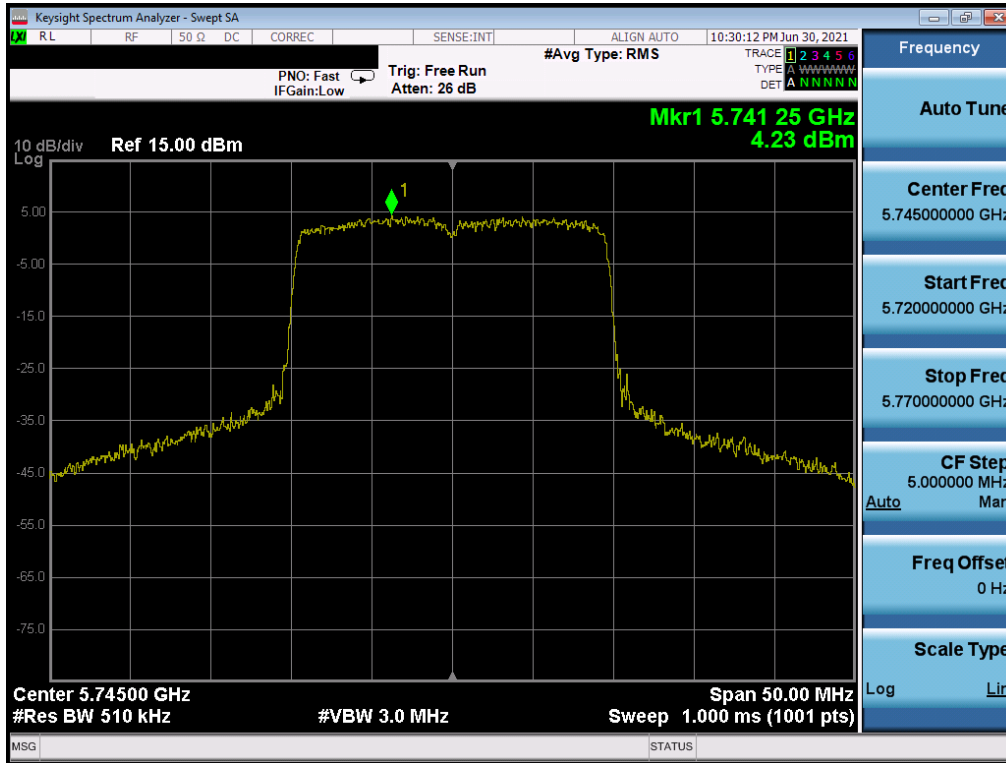 Keysight Spectrum Analyzer - Swept SA
LXI RL RF 50 Ω DC CORREC SENSE:INT ALIGN AUTO 10:30:12 PM Jun 30, 2021
#Avg Type: RMS
TRACE 1 2 3 4 5 6
TYPE A WWWWW
DET A N N N N N
PNO: Fast
IFGain:Low
Trig: Free Run
Atten: 26 dB
Mkr1 5.741 25 GHz
4.23 dBm
10 dB/div Ref 15.00 dBm
Log
1
5.00
-5.00
-15.0
-25.0
-35.0
-45.0
-55.0
-65.0
-75.0
Center 5.74500 GHz Span 50.00 MHz
#Res BW 510 kHz #VBW 3.0 MHz Sweep 1.000 ms (1001 pts)
MSG STATUS
Frequency
Auto Tune
Center Freq
5.745000000 GHz
Start Freq
5.720000000 GHz
Stop Freq
5.770000000 GHz
CF Step
5.000000 MHz
Auto Man
Freq Offset
0 Hz
Scale Type
Log Lin